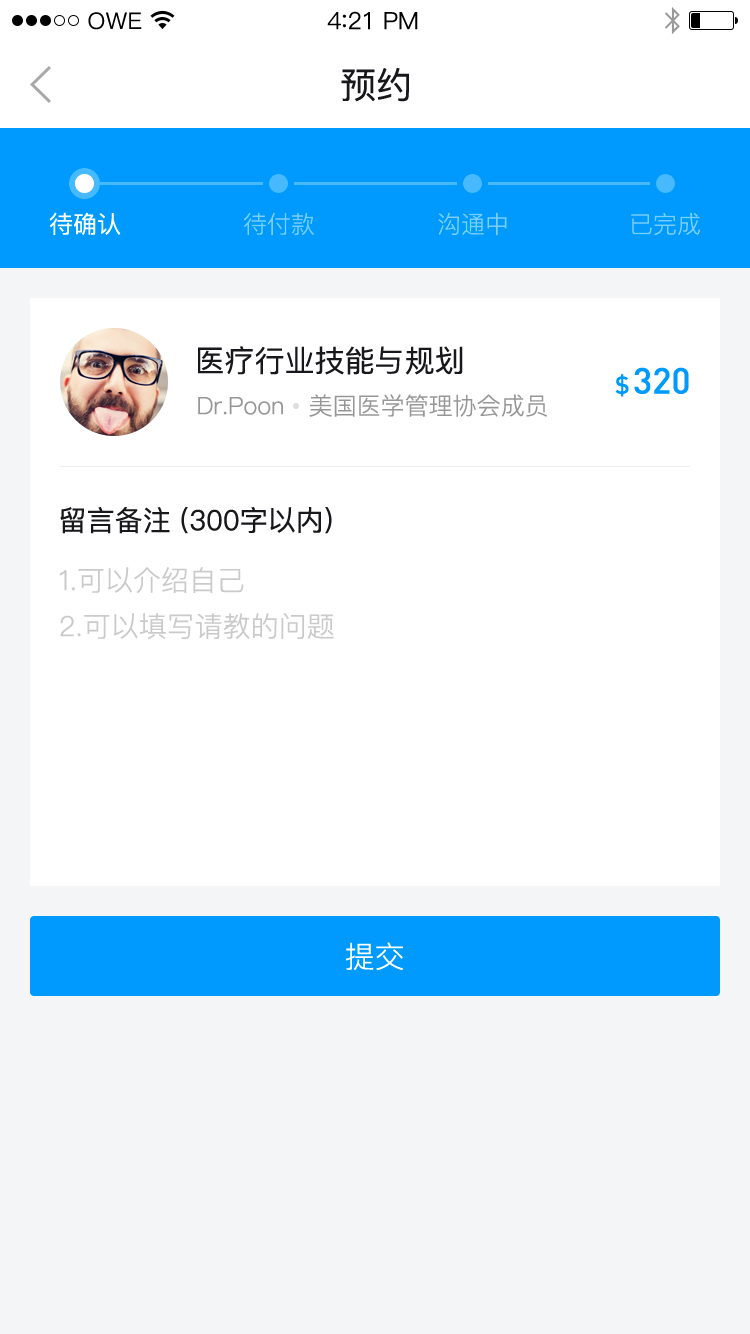 OWE 4:21 PM
预约
待确认 待付款 沟通中 已完成
医疗行业技能与规划
Dr.Poon • 美国医学管理协会成员
$320
留言备注 (300字以内)
1.可以介绍自己
2.可以填写请教的问题
提交